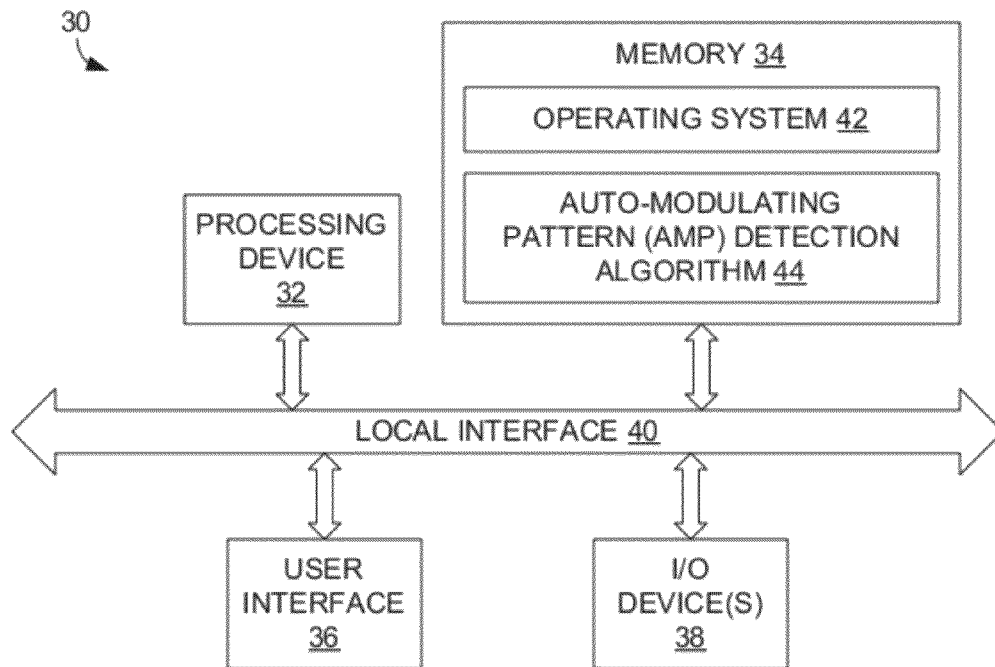 30
MEMORY 34
OPERATING SYSTEM 42
AUTO-MODULATING
PATTERN (AMP) DETECTION
ALGORITHM 44
PROCESSING
DEVICE
32
LOCAL INTERFACE 40
USER
INTERFACE
36
I/O
DEVICE(S)
38